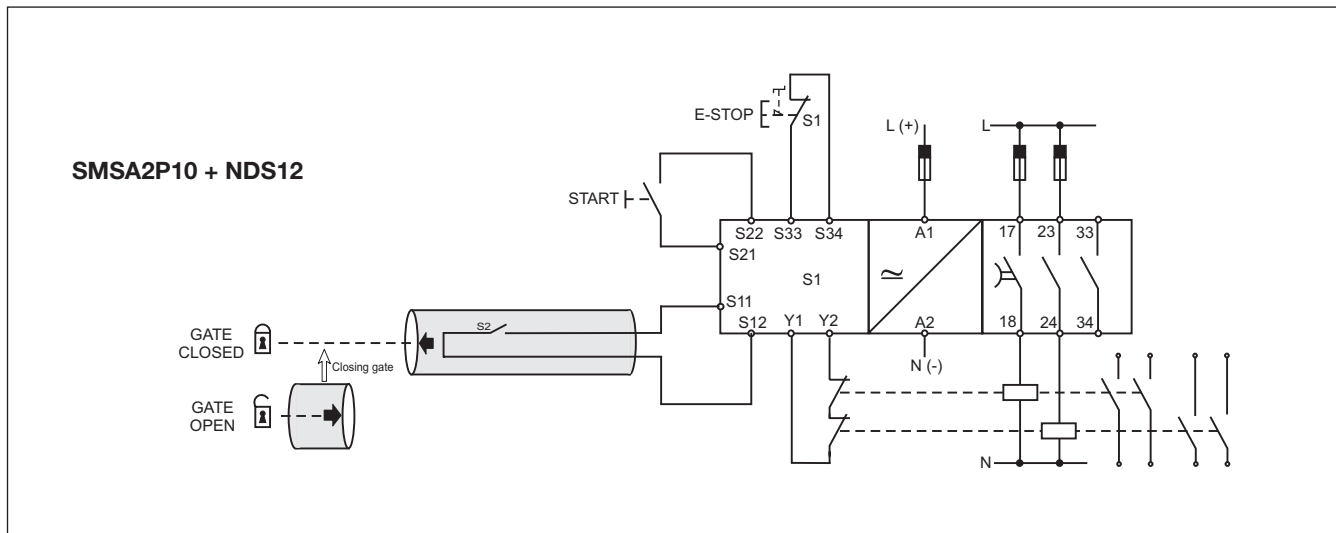 SMSA2P10 + NDS12
E-STOP
S1
L (+)
L
START
S22 S33 S34
A1
17 23 33
S21
S1
≃
S11
S12 Y1 Y2
A2
18 24 34
N (-)
S2
GATE
CLOSED
Closing gate
GATE
OPEN
N